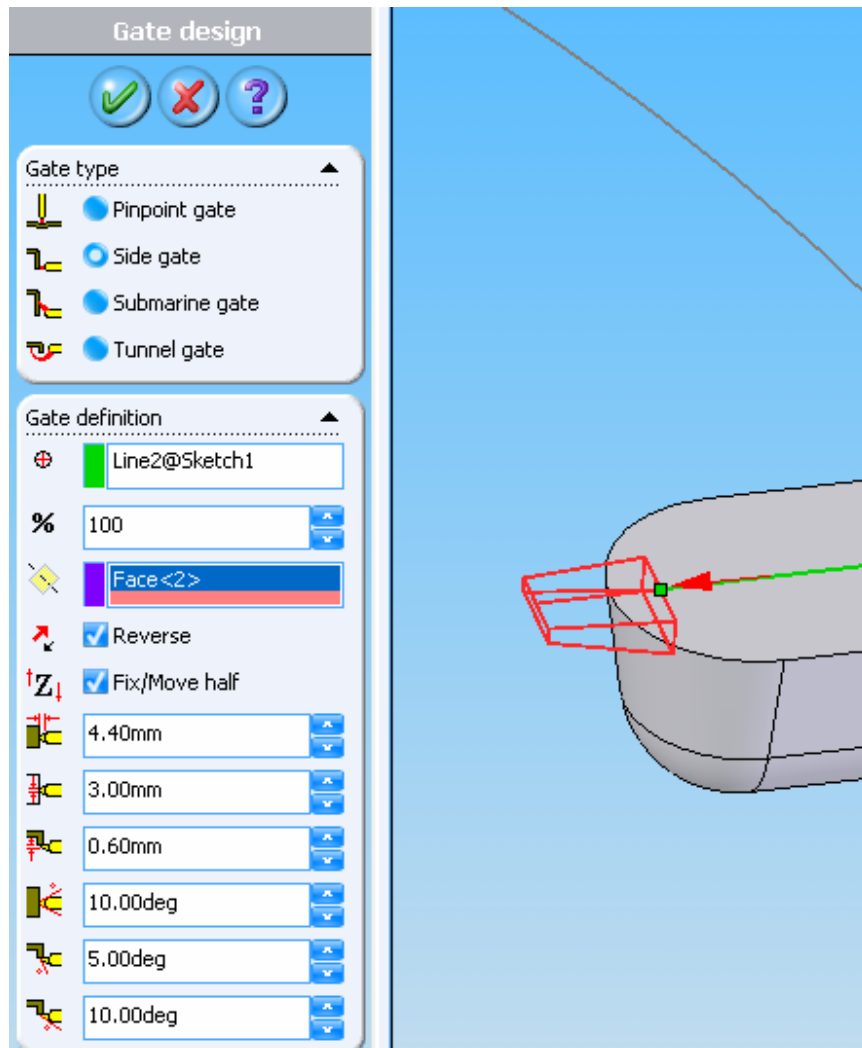 Gate design
?
Gate type
Pinpoint gate
Side gate
Submarine gate
Tunnel gate
Gate definition
Line2@Sketch1
% 100
Face<2>
Reverse
Z Fix/Move half
4.40mm
3.00mm
0.60mm
10.00deg
5.00deg
10.00deg